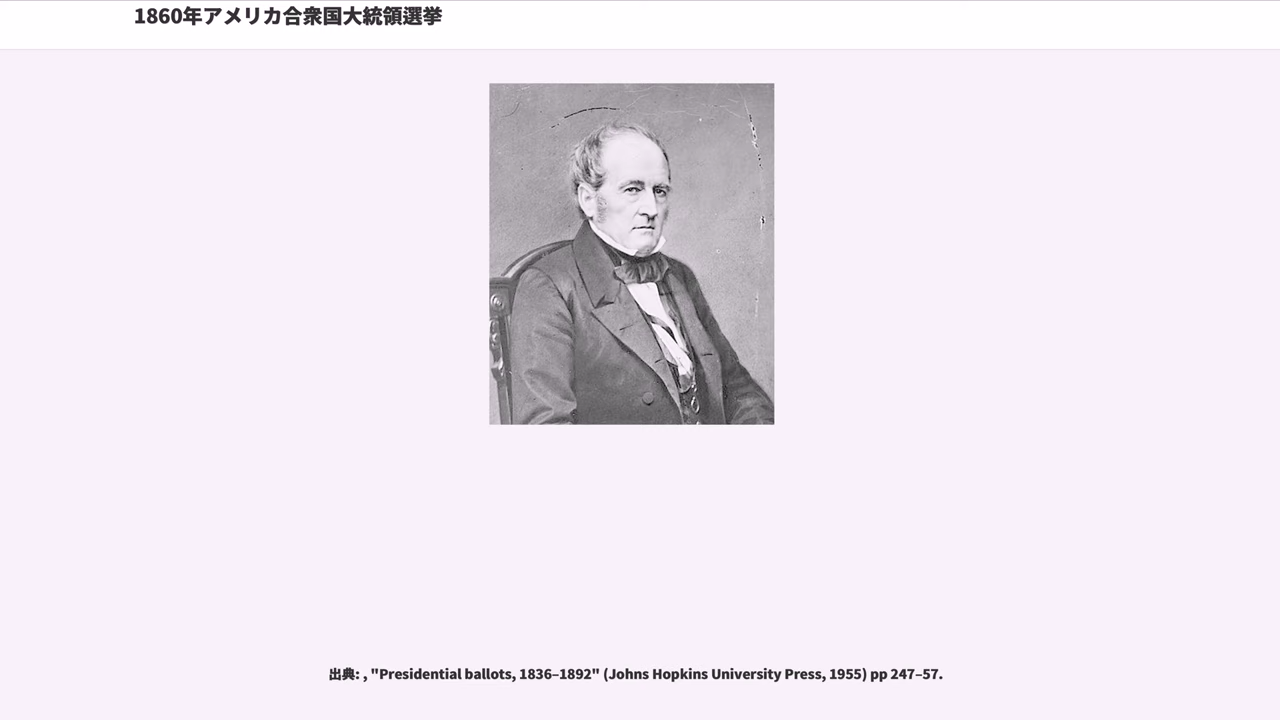 1860年アメリカ合衆国大統領選挙
出典: , "Presidential ballots, 1836–1892" (Johns Hopkins University Press, 1955) pp 247–57.